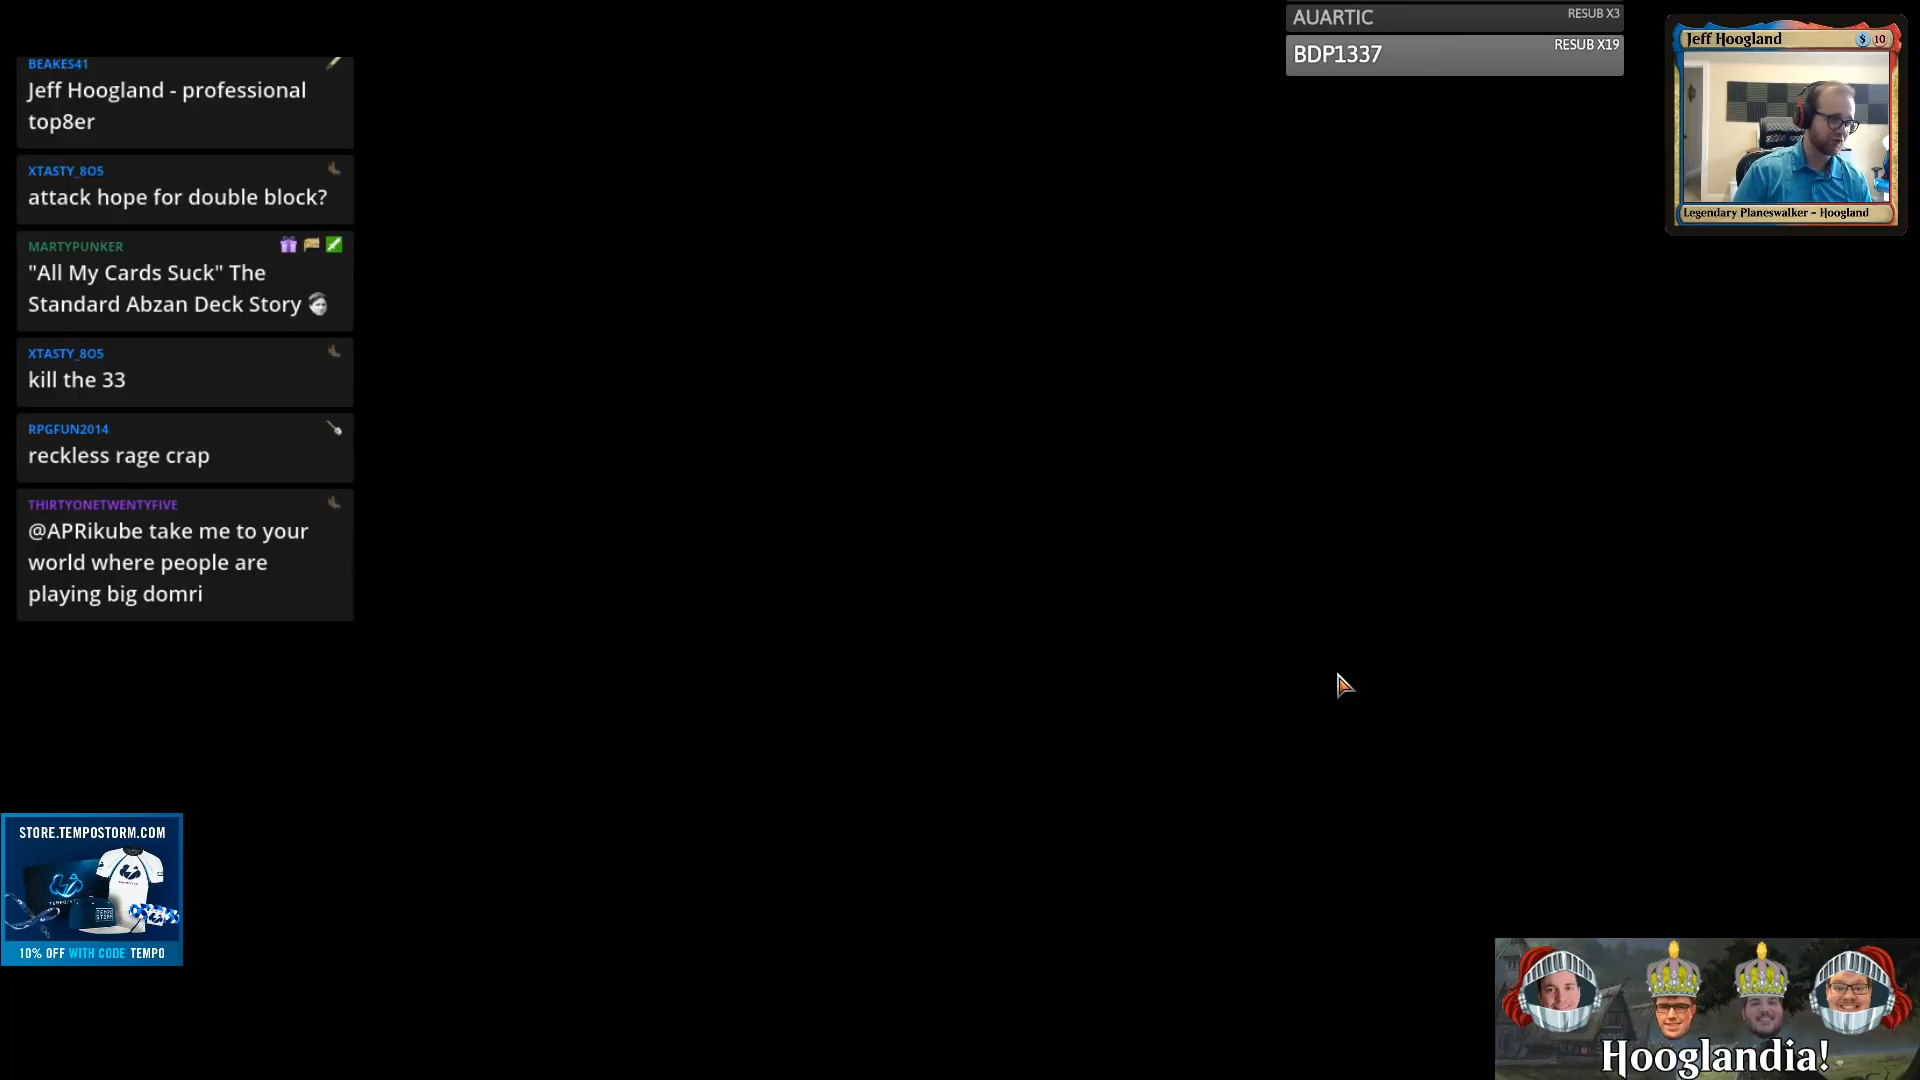 BEAKES41
Jeff Hoogland - professional
top8er
XTASTY_8O5
attack hope for double block?
MARTYPUNKER
"All My Cards Suck" The
Standard Abzan Deck Story
XTASTY_8O5
kill the 33
RPGFUN2014
reckless rage crap
THIRTYONETWENTYFIVE
@APRikube take me to your
world where people are
playing big domri
AUARTIC
RESUB X3
BDP1337
RESUB X19
Jeff Hoogland
$ 10
Legendary Planeswalker - Hoogland
STORE.TEMPOSTORM.COM
10% OFF WITH CODE TEMPO
Hooglandia!